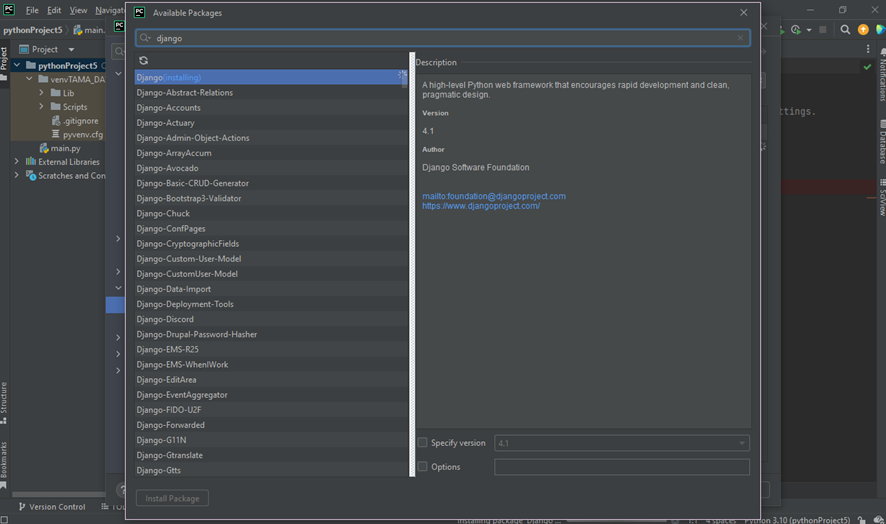 PC File Edit View Navigate
PC Available Packages
pythonProject5 main.
django
Project
pythonProject5
venvTAMA_DA
Lib
Scripts
.gitignore
pyvenv.cfg
main.py
External Libraries
Scratches and Con
Project
Structure
Bookmarks
Django (installing)
Django-Abstract-Relations
Django-Accounts
Django-Actuary
Django-Admin-Object-Actions
Django-ArrayAccum
Django-Avocado
Django-Basic-CRUD-Generator
Django-Bootstrap3-Validator
Django-Chuck
Django-ConfPages
Django-CryptographicFields
Django-Custom-User-Model
Django-CustomUser-Model
Django-Data-Import
Django-Deployment-Tools
Django-Discord
Django-Drupal-Password-Hasher
Django-EMS-R25
Django-EMS-WhenIWork
Django-EditArea
Django-EventAggregator
Django-FIDO-U2F
Django-Forwarded
Django-G11N
Django-Gtranslate
Django-Gtts
Description
A high-level Python web framework that encourages rapid development and clean,
pragmatic design.
Version
4.1
Author
Django Software Foundation
mailto:foundation@djangoproject.com
https://www.djangoproject.com/
Specify version 4.1
Options
Install Package
ttings.
Notifications
Database
SciView
Version Control
Installing package 'Django' ...
1:1 4 spaces Python 3.10 (pythonProject5)